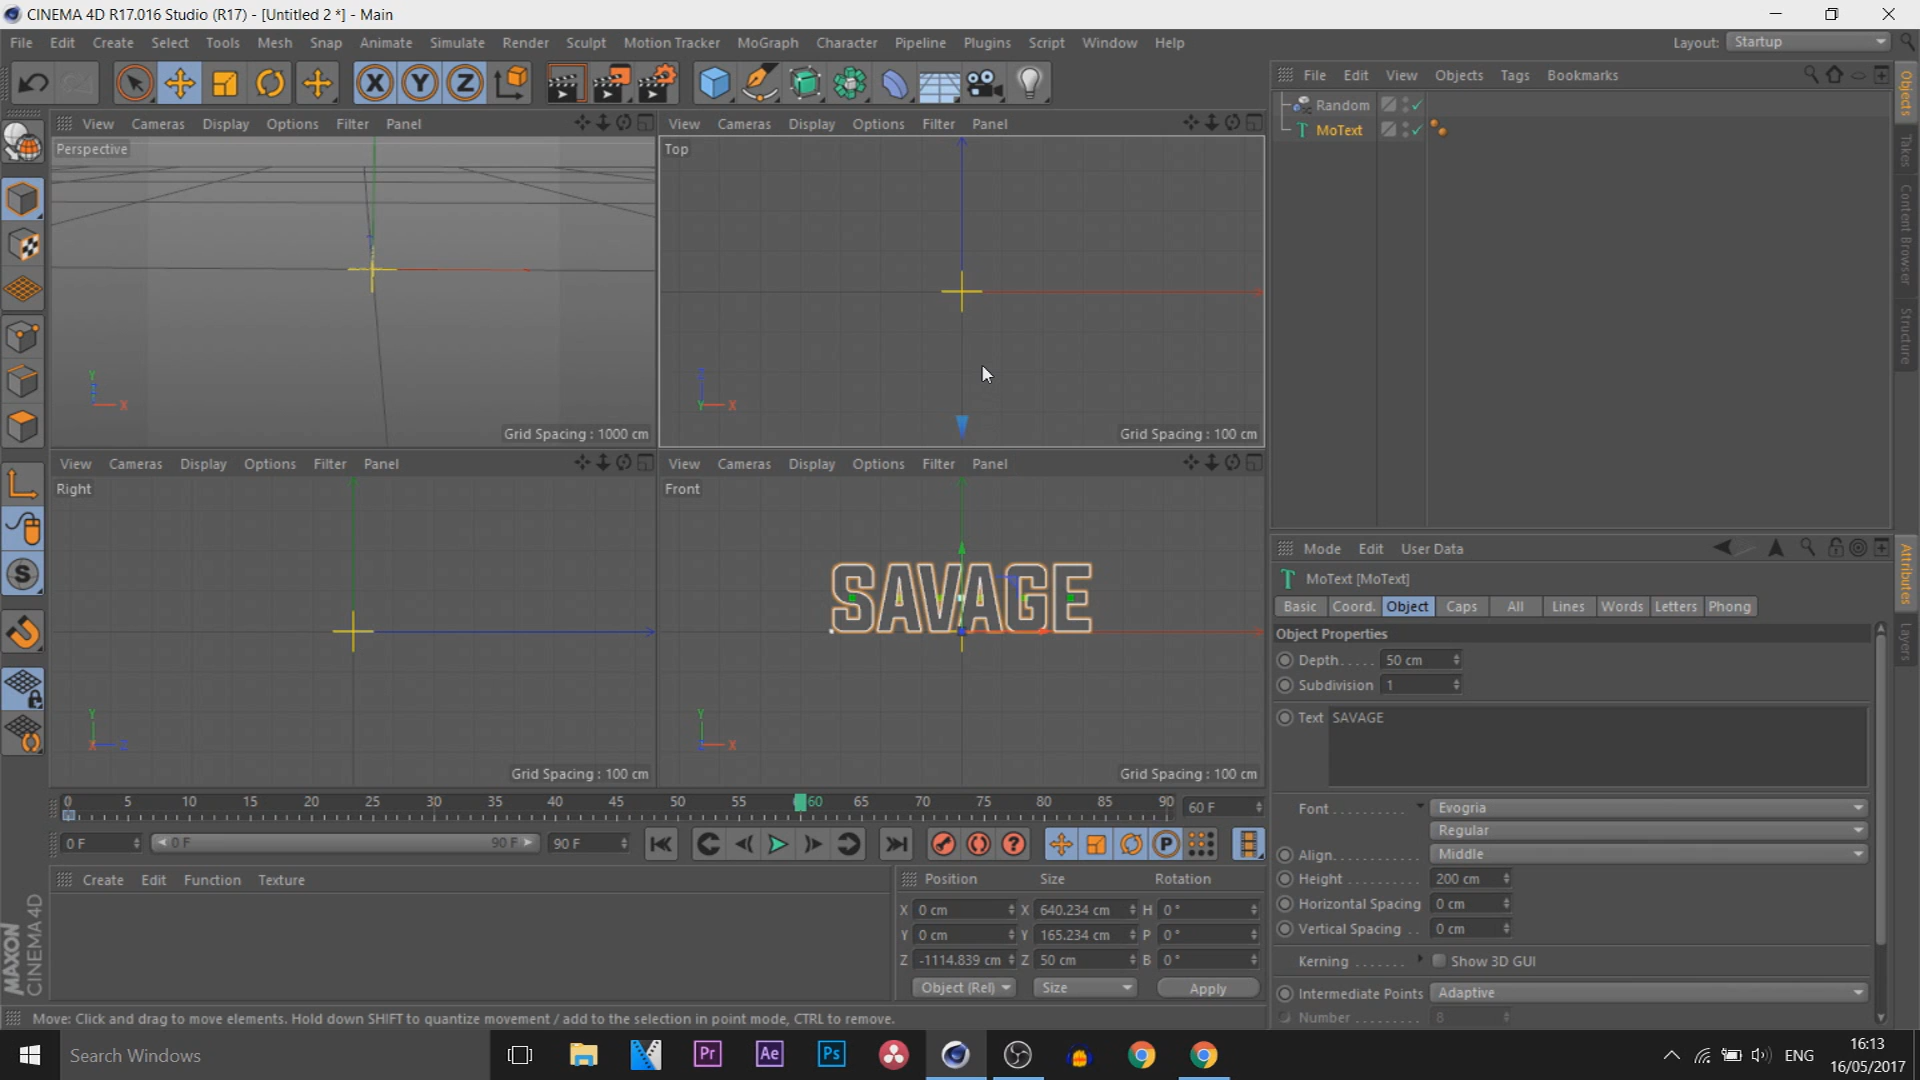 CINEMA 4D R17.016 Studio (R17) - [Untitled 2 *] - Main
File Edit Create Select Tools Mesh Snap Animate Simulate Render Sculpt Motion Tracker MoGraph Character Pipeline Plugins Script Window Help Layout: Startup
X Y Z
File Edit View Objects Tags Bookmarks
Random
MoText
View Cameras Display Options Filter Panel
Perspective
Y
X
Grid Spacing : 1000 cm
View Cameras Display Options Filter Panel
Top
Z
Y X
Grid Spacing : 100 cm
View Cameras Display Options Filter Panel
Right
Y
X Z
Grid Spacing : 100 cm
View Cameras Display Options Filter Panel
Front
SAVAGE
Y
Z X
Grid Spacing : 100 cm
Objects
Takes
Content Browser
Structure
Mode Edit User Data
MoText [MoText]
Basic Coord. Object Caps All Lines Words Letters Phong
Object Properties
Depth..... 50 cm
Subdivision 1
Text SAVAGE
Font.......... Evogria
Regular
Align............ Middle
Height .......... 200 cm
Horizontal Spacing 0 cm
Vertical Spacing .. 0 cm
Kerning ....... Show 3D GUI
Intermediate Points Adaptive
Number ......... 8
Attributes
Layers
0 5 10 15 20 25 30 35 40 45 50 55 60 65 70 75 80 85 90 60 F
0 F 0 F 90 F 90 F
P
Create Edit Function Texture
Position Size Rotation
X 0 cm X 640.234 cm H 0 °
Y 0 cm Y 165.234 cm P 0 °
Z -1114.839 cm Z 50 cm B 0 °
Object (Rel) Size Apply
MAXON
CINEMA 4D
Move: Click and drag to move elements. Hold down SHIFT to quantize movement / add to the selection in point mode, CTRL to remove.
Search Windows
Pr Ae Ps
ENG
16:13
16/05/2017